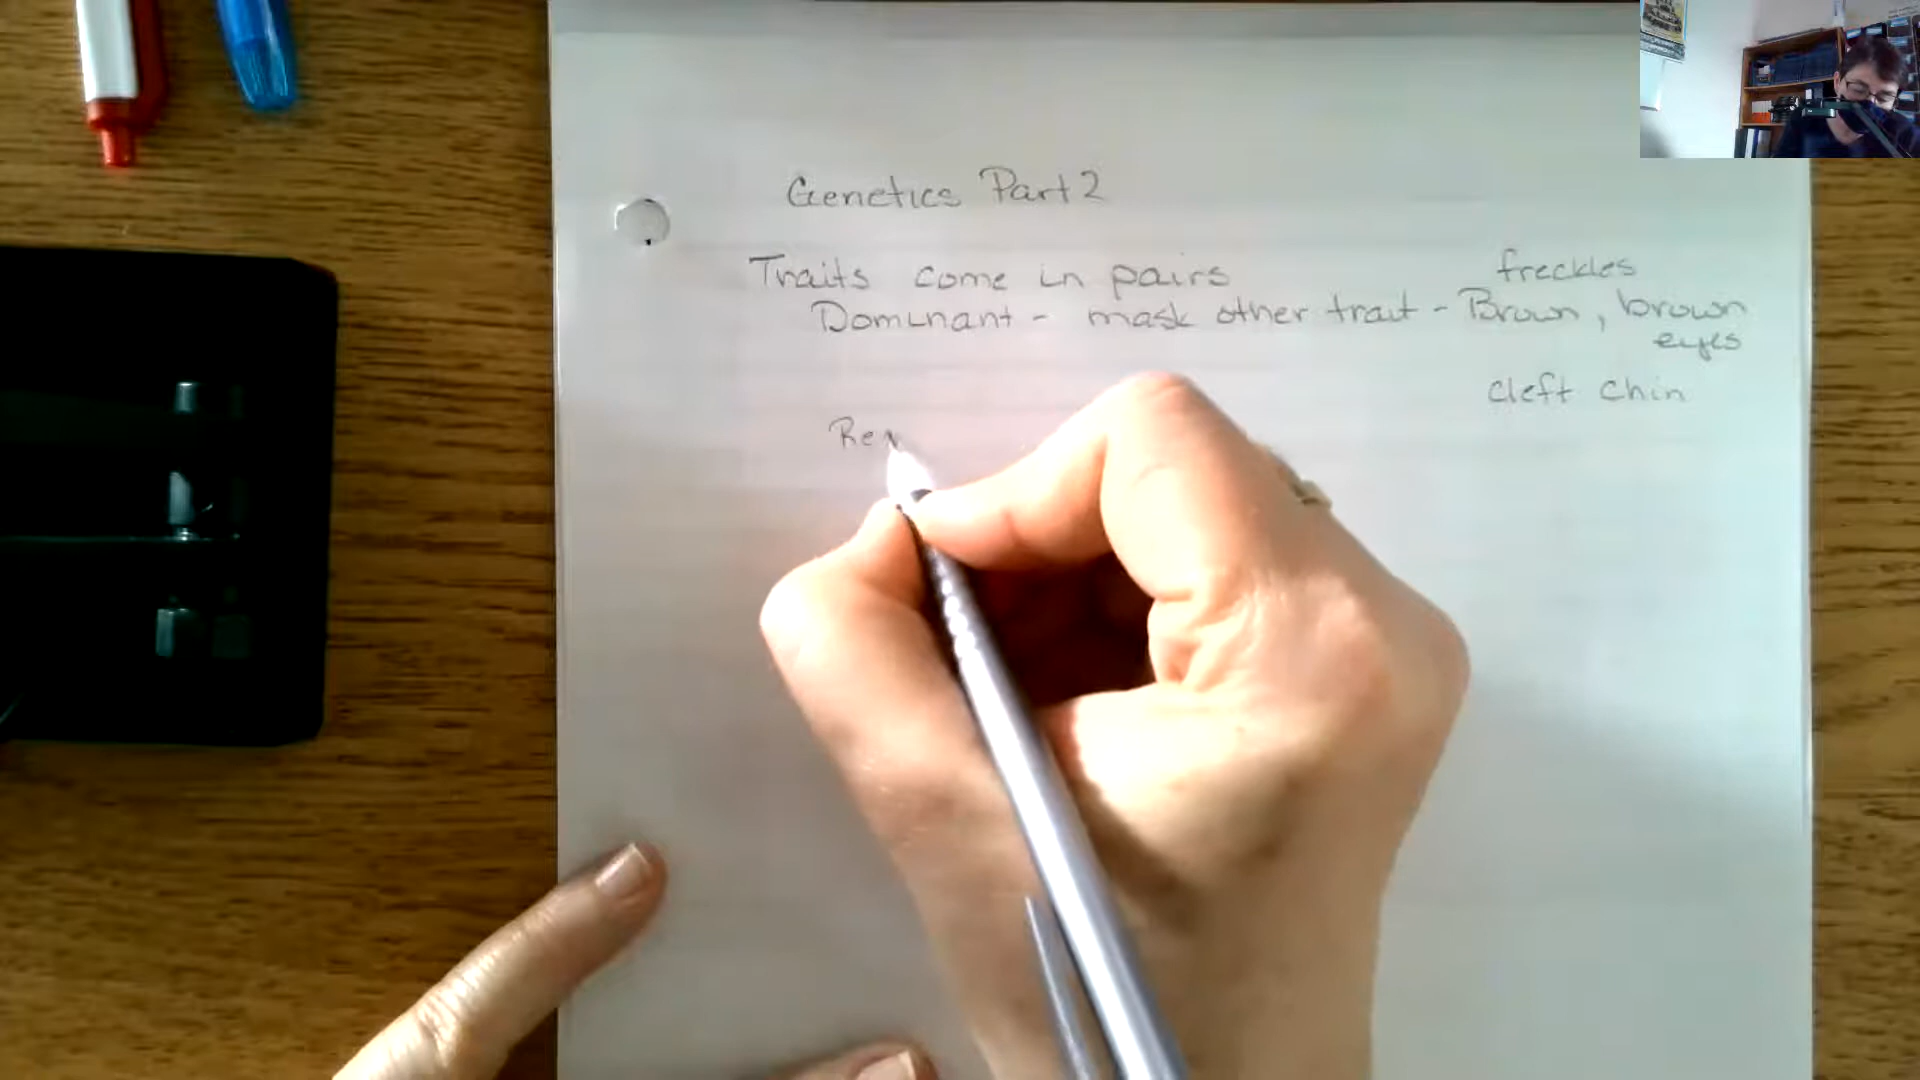 Genetics Part 2
Traits come in pairs
freckles
Dominant - mask other trait - Brown, brown
eyes
cleft chin
Re